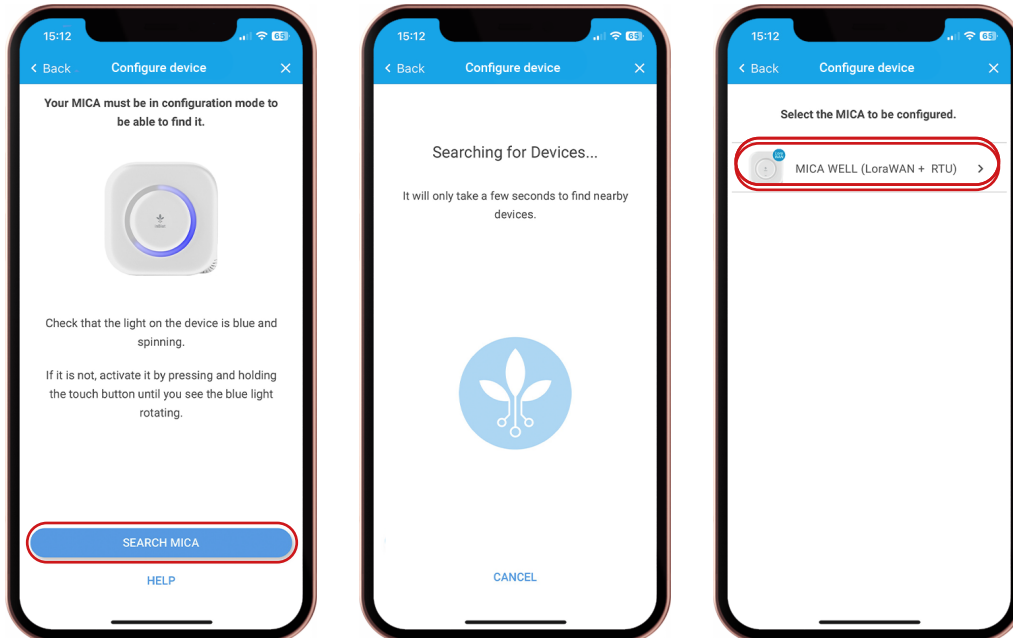 15:12
65
Back
Configure device
Your MICA must be in configuration mode to
be able to find it.
Check that the light on the device is blue and
spinning.
If it is not, activate it by pressing and holding
the touch button until you see the blue light
rotating.
SEARCH MICA
HELP
15:12
65
Back
Configure device
Searching for Devices...
It will only take a few seconds to find nearby
devices.
CANCEL
15:12
65
Back
Configure device
Select the MICA to be configured.
LORA
WAN
MICA WELL (LoraWAN + RTU)